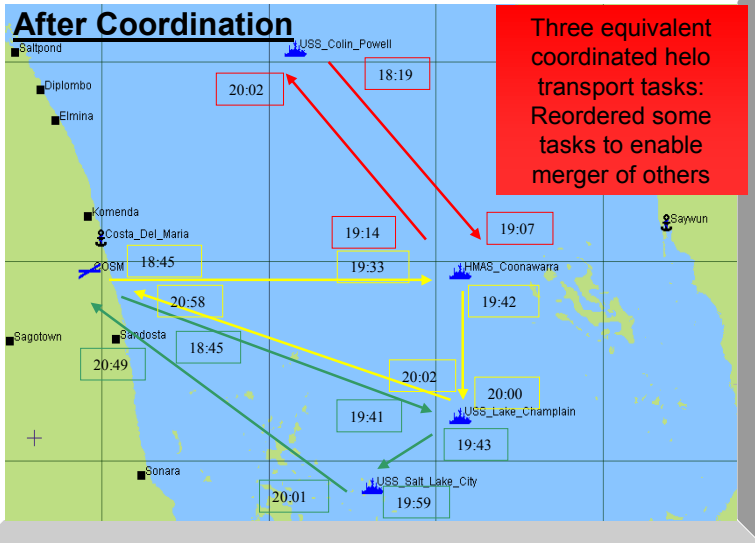 After Coordination
Three equivalent
coordinated helo
transport tasks:
Reordered some
tasks to enable
merger of others
USS_Colin_Powell
Saltpond
18:19
20:02
Diplombo
Elmina
Komenda
Saywun
Costa_Del_Maria
19:14
19:07
COSM
18:45
19:33
HMAS_Coonawarra
20:58
19:42
Sagotown
Sandosta
18:45
20:49
20:02
20:00
19:41
USS_Lake_Champlain
19:43
Sonara
USS_Salt_Lake_City
20:01
19:59